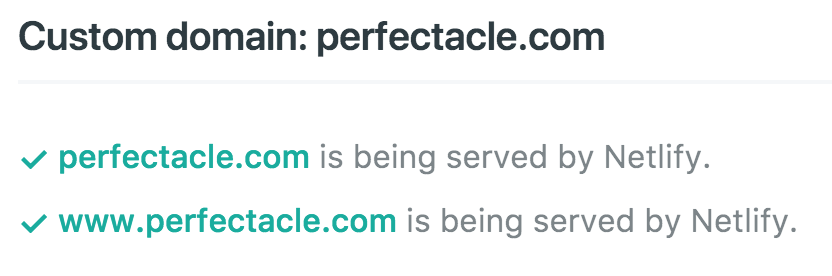 Custom domain: perfectacle.com
✓ perfectacle.com is being served by Netlify.
✓ www.perfectacle.com is being served by Netlify.